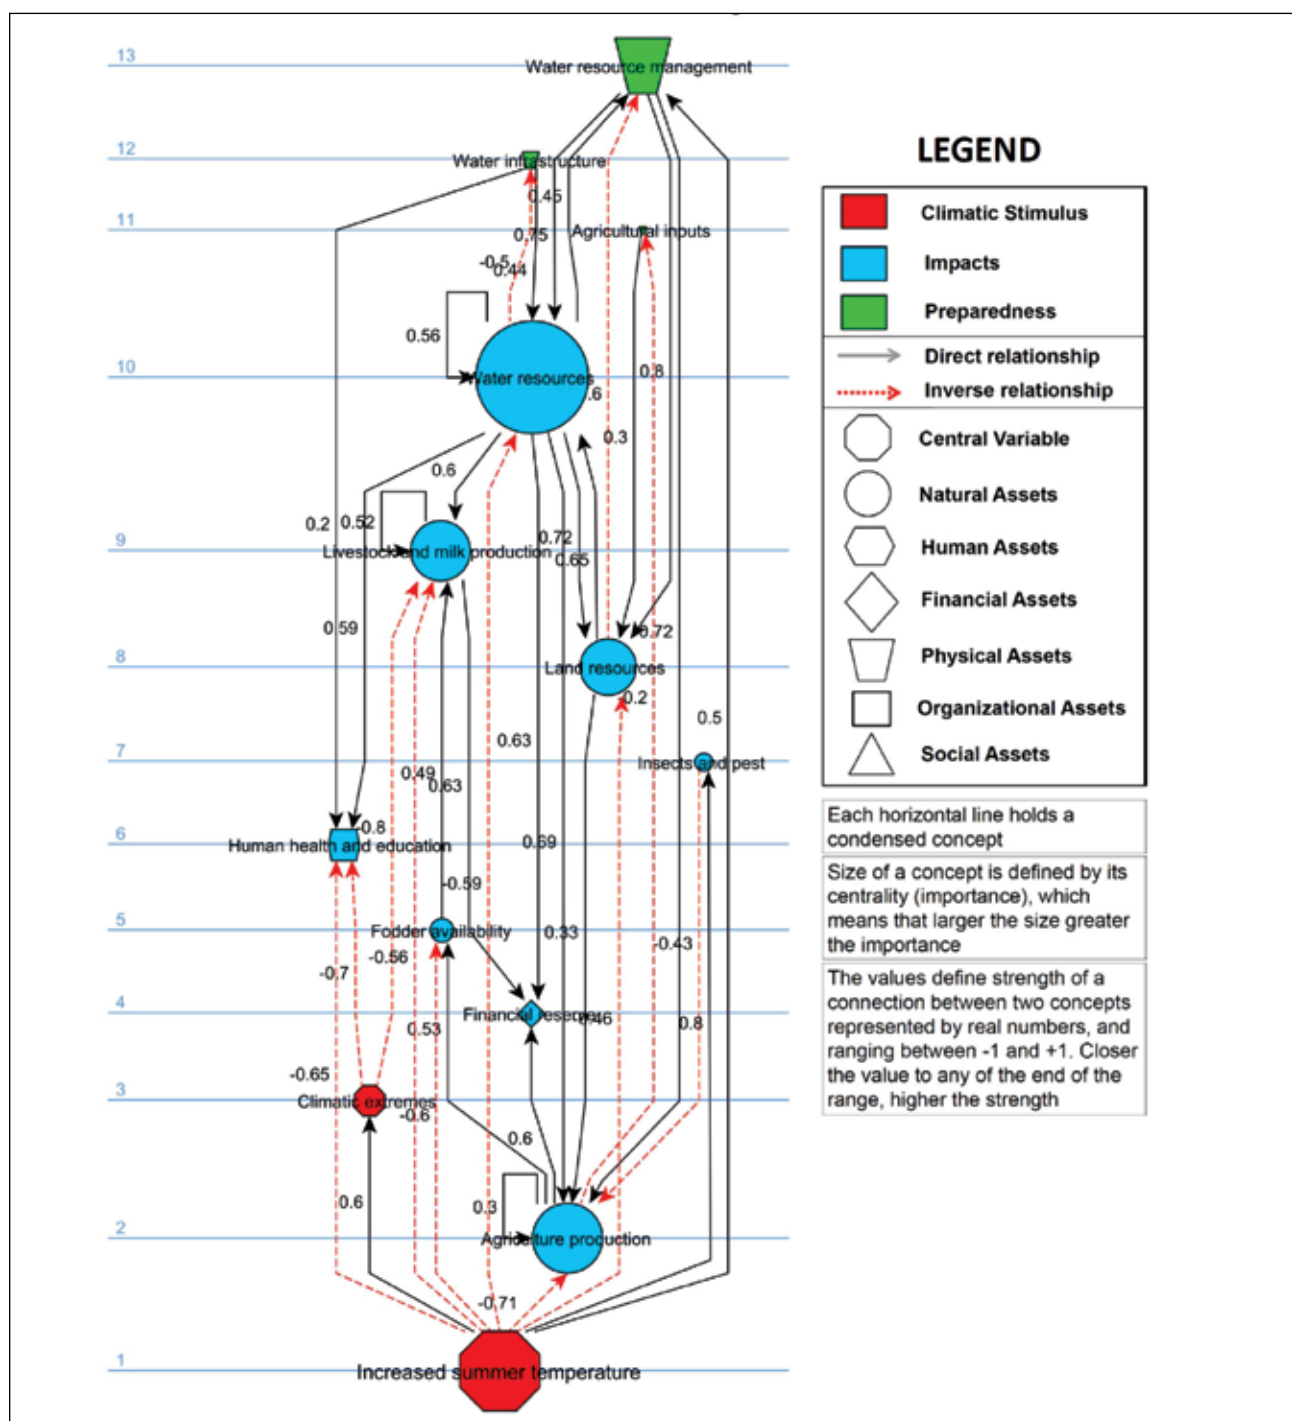 13
Water resource management
12
Water infrastructure
0.45
11
0.75
Agricultural inputs
-0.5
0.44
0.56
10
Water resources
0.8
.6
0.3
0.6
0.2
0.52
9
0.72
Livestock and milk production
0.65
0.59
0.72
8
Land resources
0.2
0.5
7
0.63
Insects and pest
0.49
0.63
-0.8
6
Human health and education
0.69
-0.59
5
Fodder availability
0.33
-0.43
-0.56
-0.7
4
Financial reserve
0.46
0.53
0.8
-0.65
3
Climatic extremes
-0.6
0.6
0.6
0.3
2
Agriculture production
-0.71
1
Increased summer temperature
LEGEND
Climatic Stimulus
Impacts
Preparedness
Direct relationship
Inverse relationship
Central Variable
Natural Assets
Human Assets
Financial Assets
Physical Assets
Organizational Assets
Social Assets
Each horizontal line holds a
condensed concept
Size of a concept is defined by its
centrality (importance), which
means that larger the size greater
the importance
The values define strength of a
connection between two concepts
represented by real numbers, and
ranging between -1 and +1. Closer
the value to any of the end of the
range, higher the strength